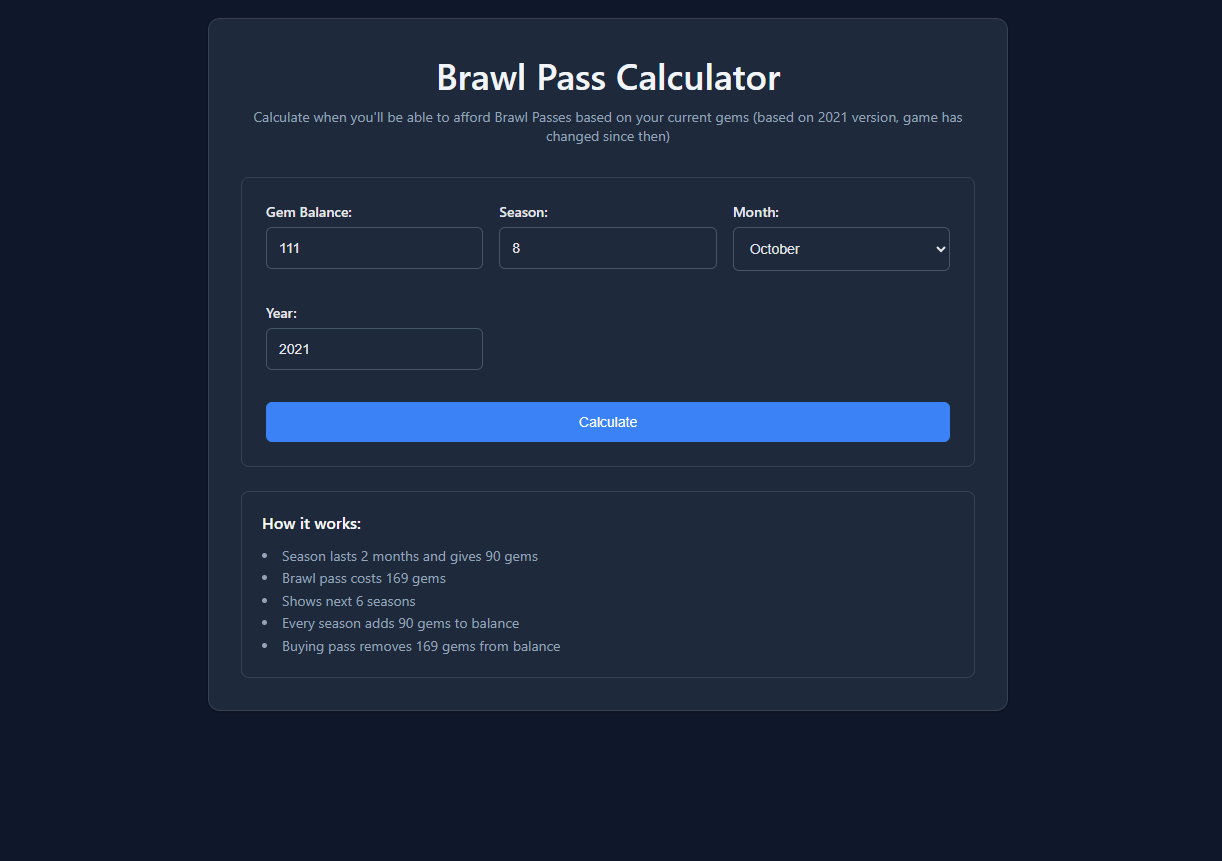 Brawl Pass Calculator
Calculate when you'll be able to afford Brawl Passes based on your current gems (based on 2021 version, game has
changed since then)
Gem Balance:
Season:
Month:
111
8
October
Year:
2021
Calculate
How it works:
Season lasts 2 months and gives 90 gems
Brawl pass costs 169 gems
Shows next 6 seasons
Every season adds 90 gems to balance
Buying pass removes 169 gems from balance